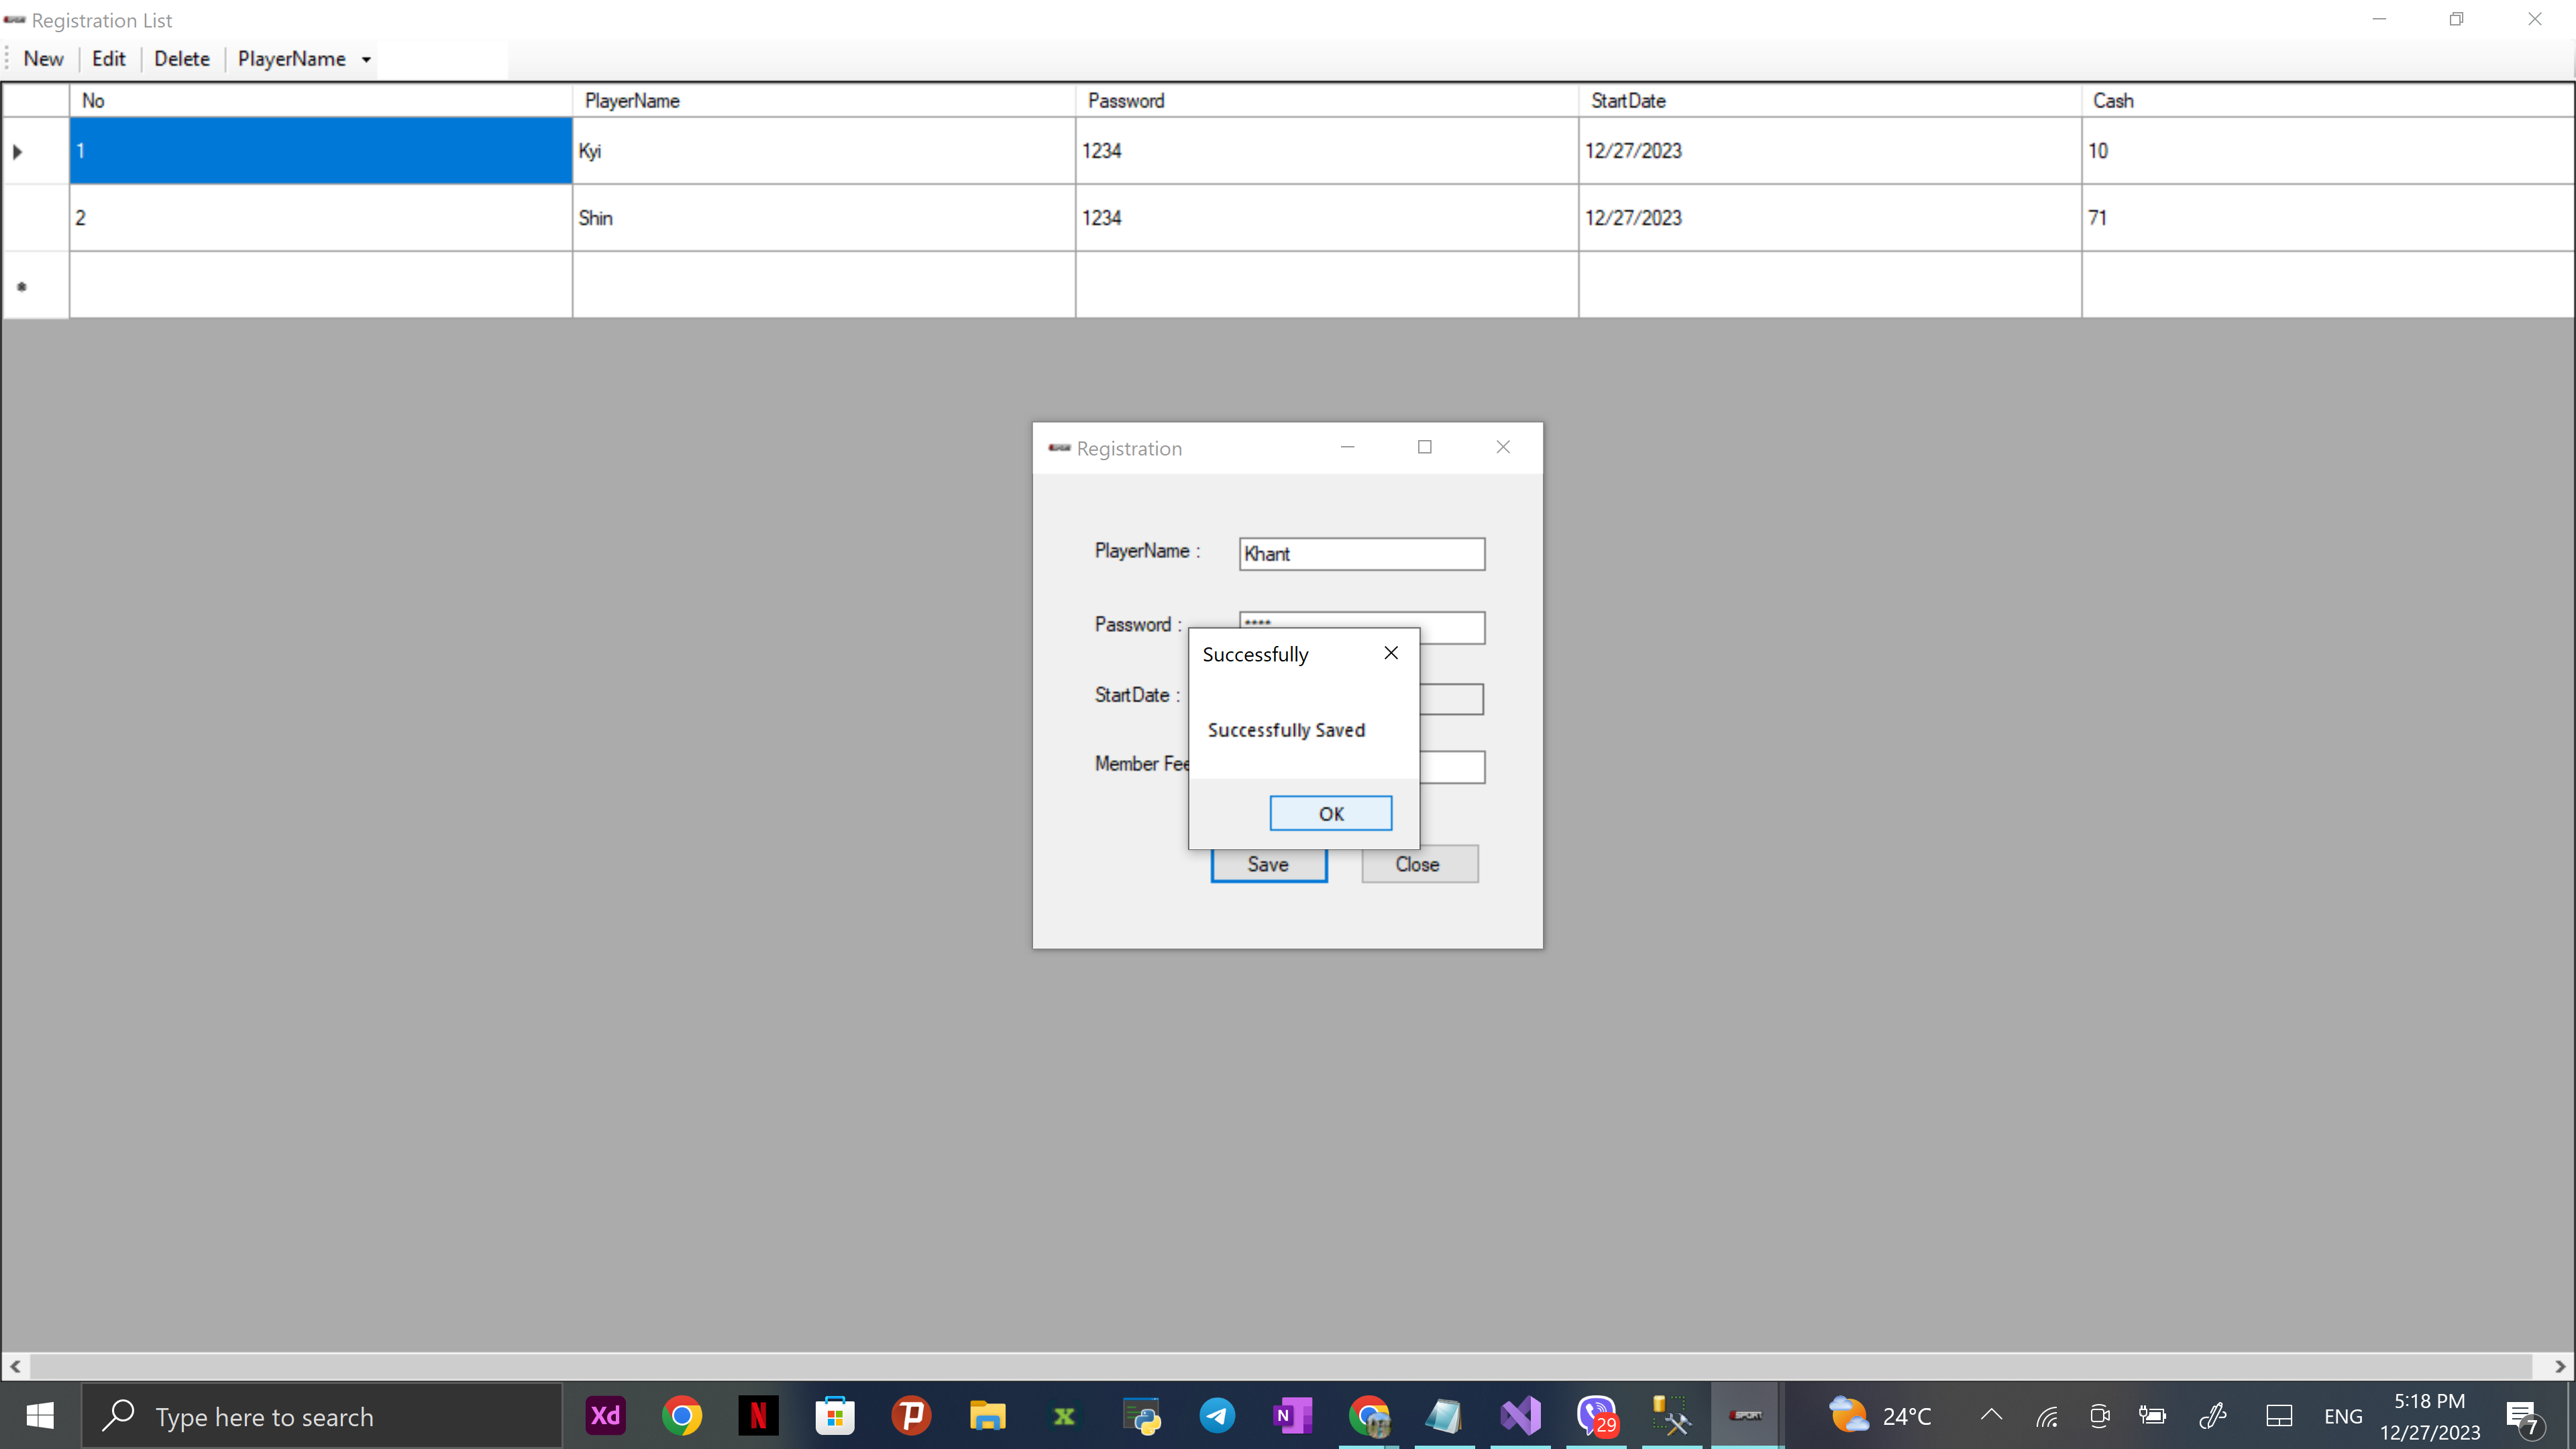 Registration List
New Edit Delete PlayerName
No PlayerName Password StartDate Cash
1 Kyi 1234 12/27/2023 10
2 Shin 1234 12/27/2023 71
Registration
PlayerName : Khant
Password : ****
Successfully
StartDate :
Successfully Saved
Member Fee
OK
Save Close
Type here to search
Xd
N
N
29
ESPORT
24°C
ENG
5:18 PM
12/27/2023
7